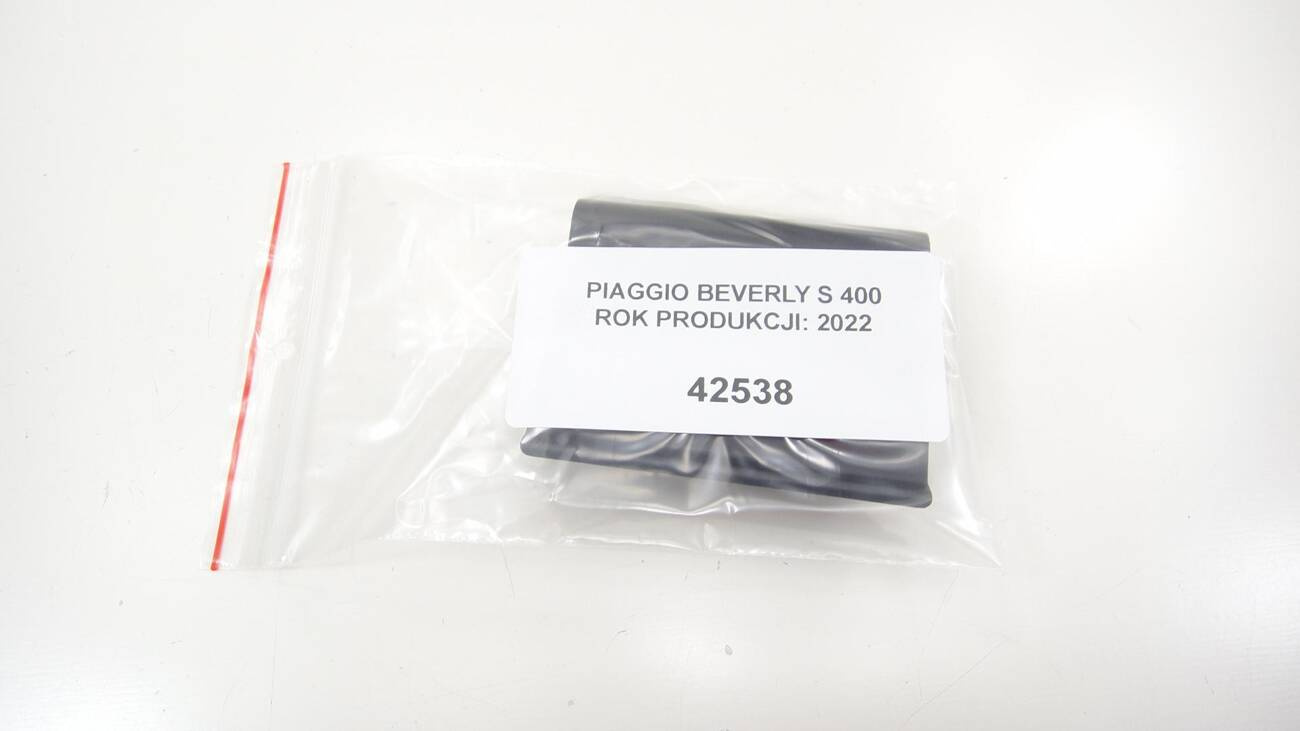 PIAGGIO BEVERLY S 400
ROK PRODUKCJI: 2022
42538